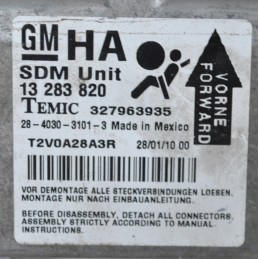 GM HA
SDM Unit
13 283 820
TEMIC 327963935
28-4030-3101-3 Made in Mexico
T2V0A28A3R 28/01/10 00
VORNE
FORWARD
VOR DEMONTAGE ALLE STECKVERBINDUNGEN LOESEN.
MONTAGE NUR NACH EINBAUANLEITUNG.
BEFORE DISASSEMBLY, DETACH ALL CONNECTORS.
ASSEMBLY STRICTLY ACCORDING TO MANUAL
INSTRUCTIONS.